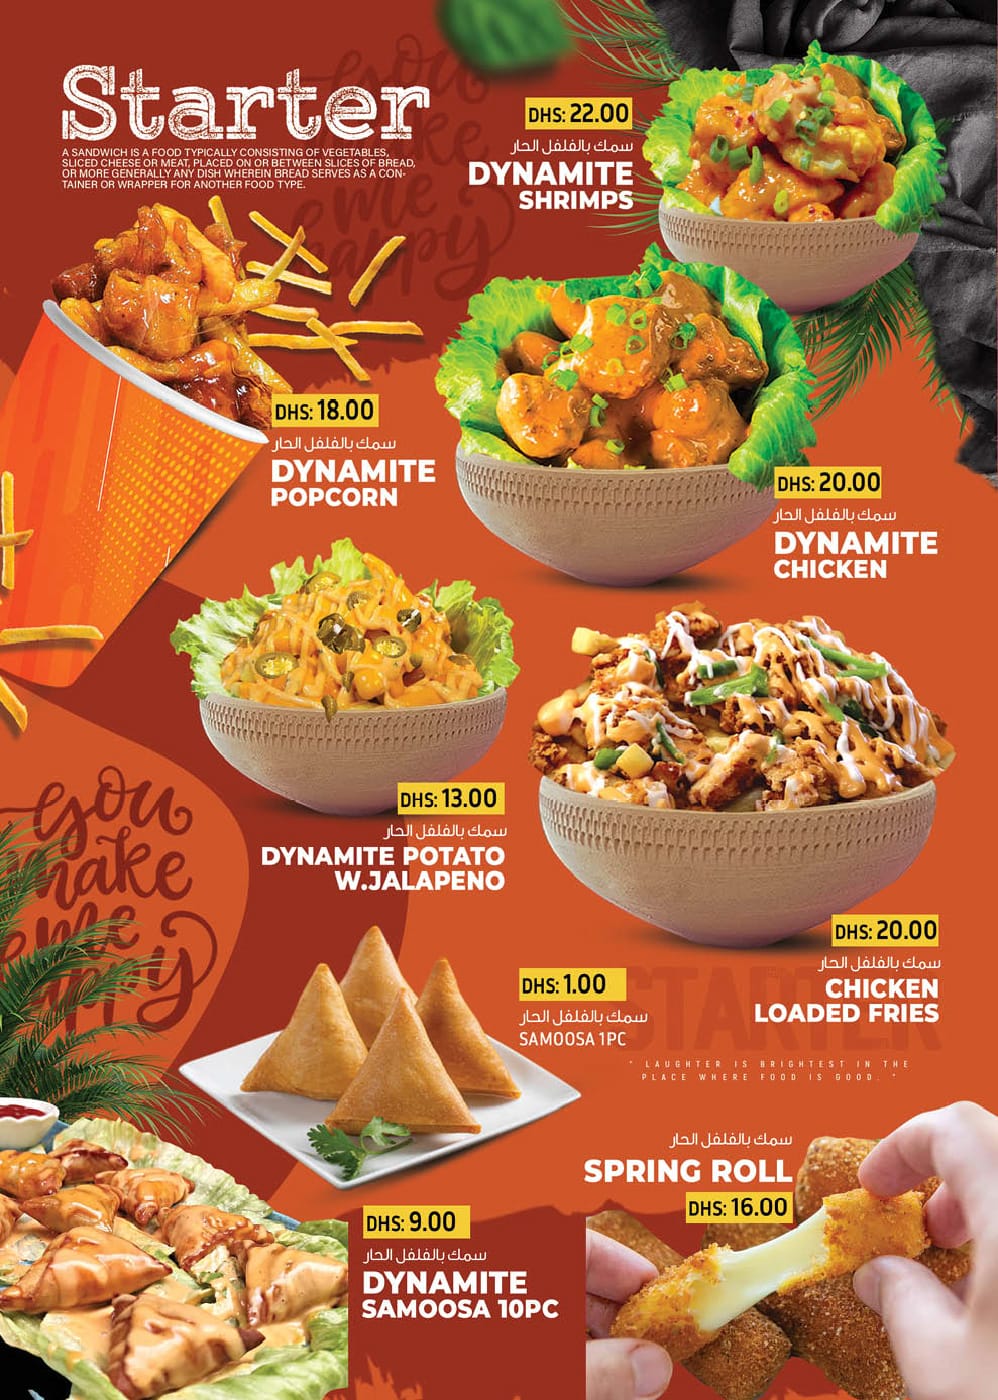 Starter
A SANDWICH IS A FOOD TYPICALLY CONSISTING OF VEGETABLES,
SLICED CHEESE OR MEAT, PLACED ON OR BETWEEN SLICES OF BREAD,
OR MORE GENERALLY ANY DISH WHEREIN BREAD SERVES AS A CON-
TAINER OR WRAPPER FOR ANOTHER FOOD TYPE.
you
make
me
happy
DHS: 22.00
سمك بالفلفل الحار
DYNAMITE
SHRIMPS
DHS: 18.00
سمك بالفلفل الحار
DYNAMITE
POPCORN
DHS: 20.00
سمك بالفلفل الحار
DYNAMITE
CHICKEN
DHS: 13.00
سمك بالفلفل الحار
DYNAMITE POTATO
W.JALAPENO
you
make
me
happy
DHS: 20.00
سمك بالفلفل الحار
CHICKEN
LOADED FRIES
STARTER
" LAUGHTER IS BRIGHTEST IN THE
PLACE WHERE FOOD IS GOOD. "
DHS: 1.00
سمك بالفلفل الحار
SAMOOSA 1PC
سمك بالفلفل الحار
SPRING ROLL
DHS: 16.00
DHS: 9.00
سمك بالفلفل الحار
DYNAMITE
SAMOOSA 10PC